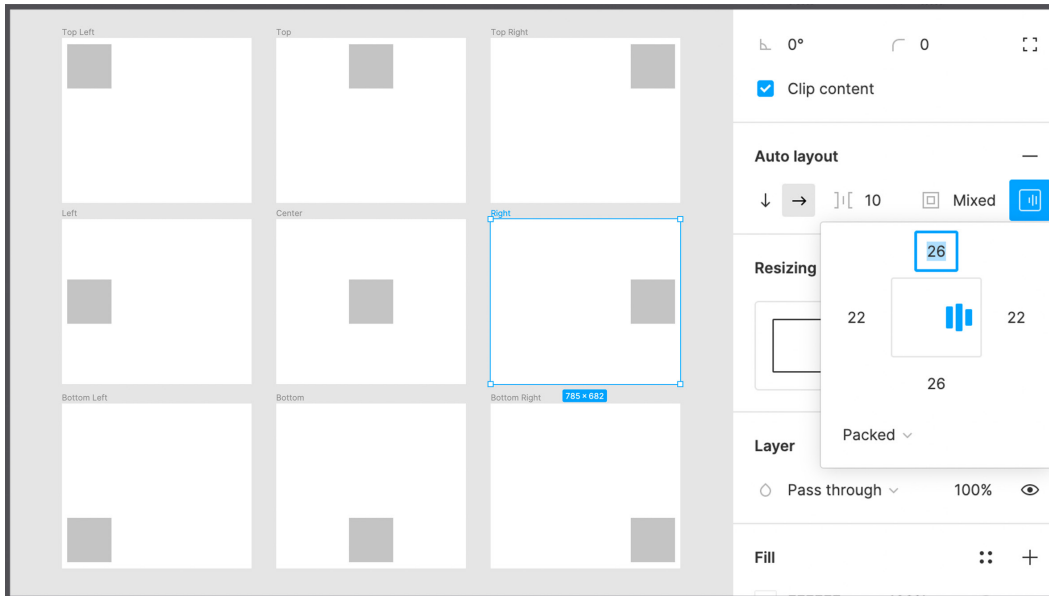 Top Left
Top
Top Right
Left
Center
Right
785 × 682
Bottom Left
Bottom
Bottom Right
0°
0
Clip content
Auto layout
10
Mixed
Resizing
26
22
22
26
Packed
Layer
Pass through
100%
Fill